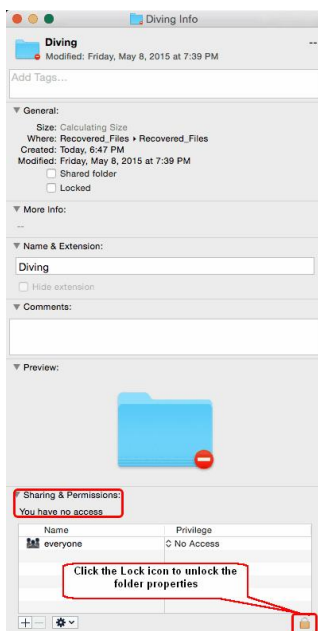 Diving Info
Diving
--
Modified: Friday, May 8, 2015 at 7:39 PM
Add Tags...
General:
Size: Calculating Size
Where: Recovered_Files ▸ Recovered_Files
Created: Today, 6:47 PM
Modified: Friday, May 8, 2015 at 7:39 PM
Shared folder
Locked
More Info:
--
Name & Extension:
Diving
Hide extension
Comments:
Preview:
Sharing & Permissions:
You have no access
Name Privilege
everyone No Access
Click the Lock icon to unlock the
folder properties